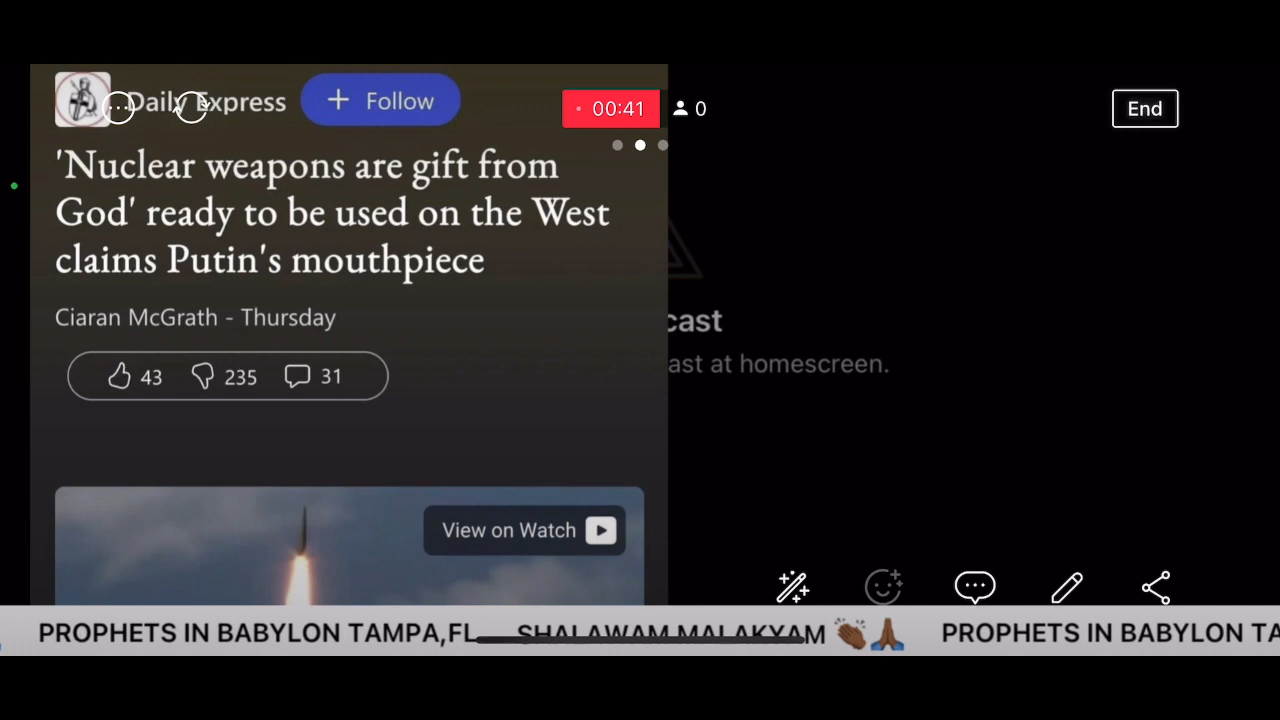 Daily Express
+ Follow
00:41
0
End
'Nuclear weapons are gift from
God' ready to be used on the West
claims Putin's mouthpiece
cast
Ciaran McGrath - Thursday
ast at homescreen.
43 235 31
View on Watch
PROPHETS IN BABYLON TAMPA,FL SHALAWAM MALAKYAM 👏🏾🙏🏾 PROPHETS IN BABYLON TA